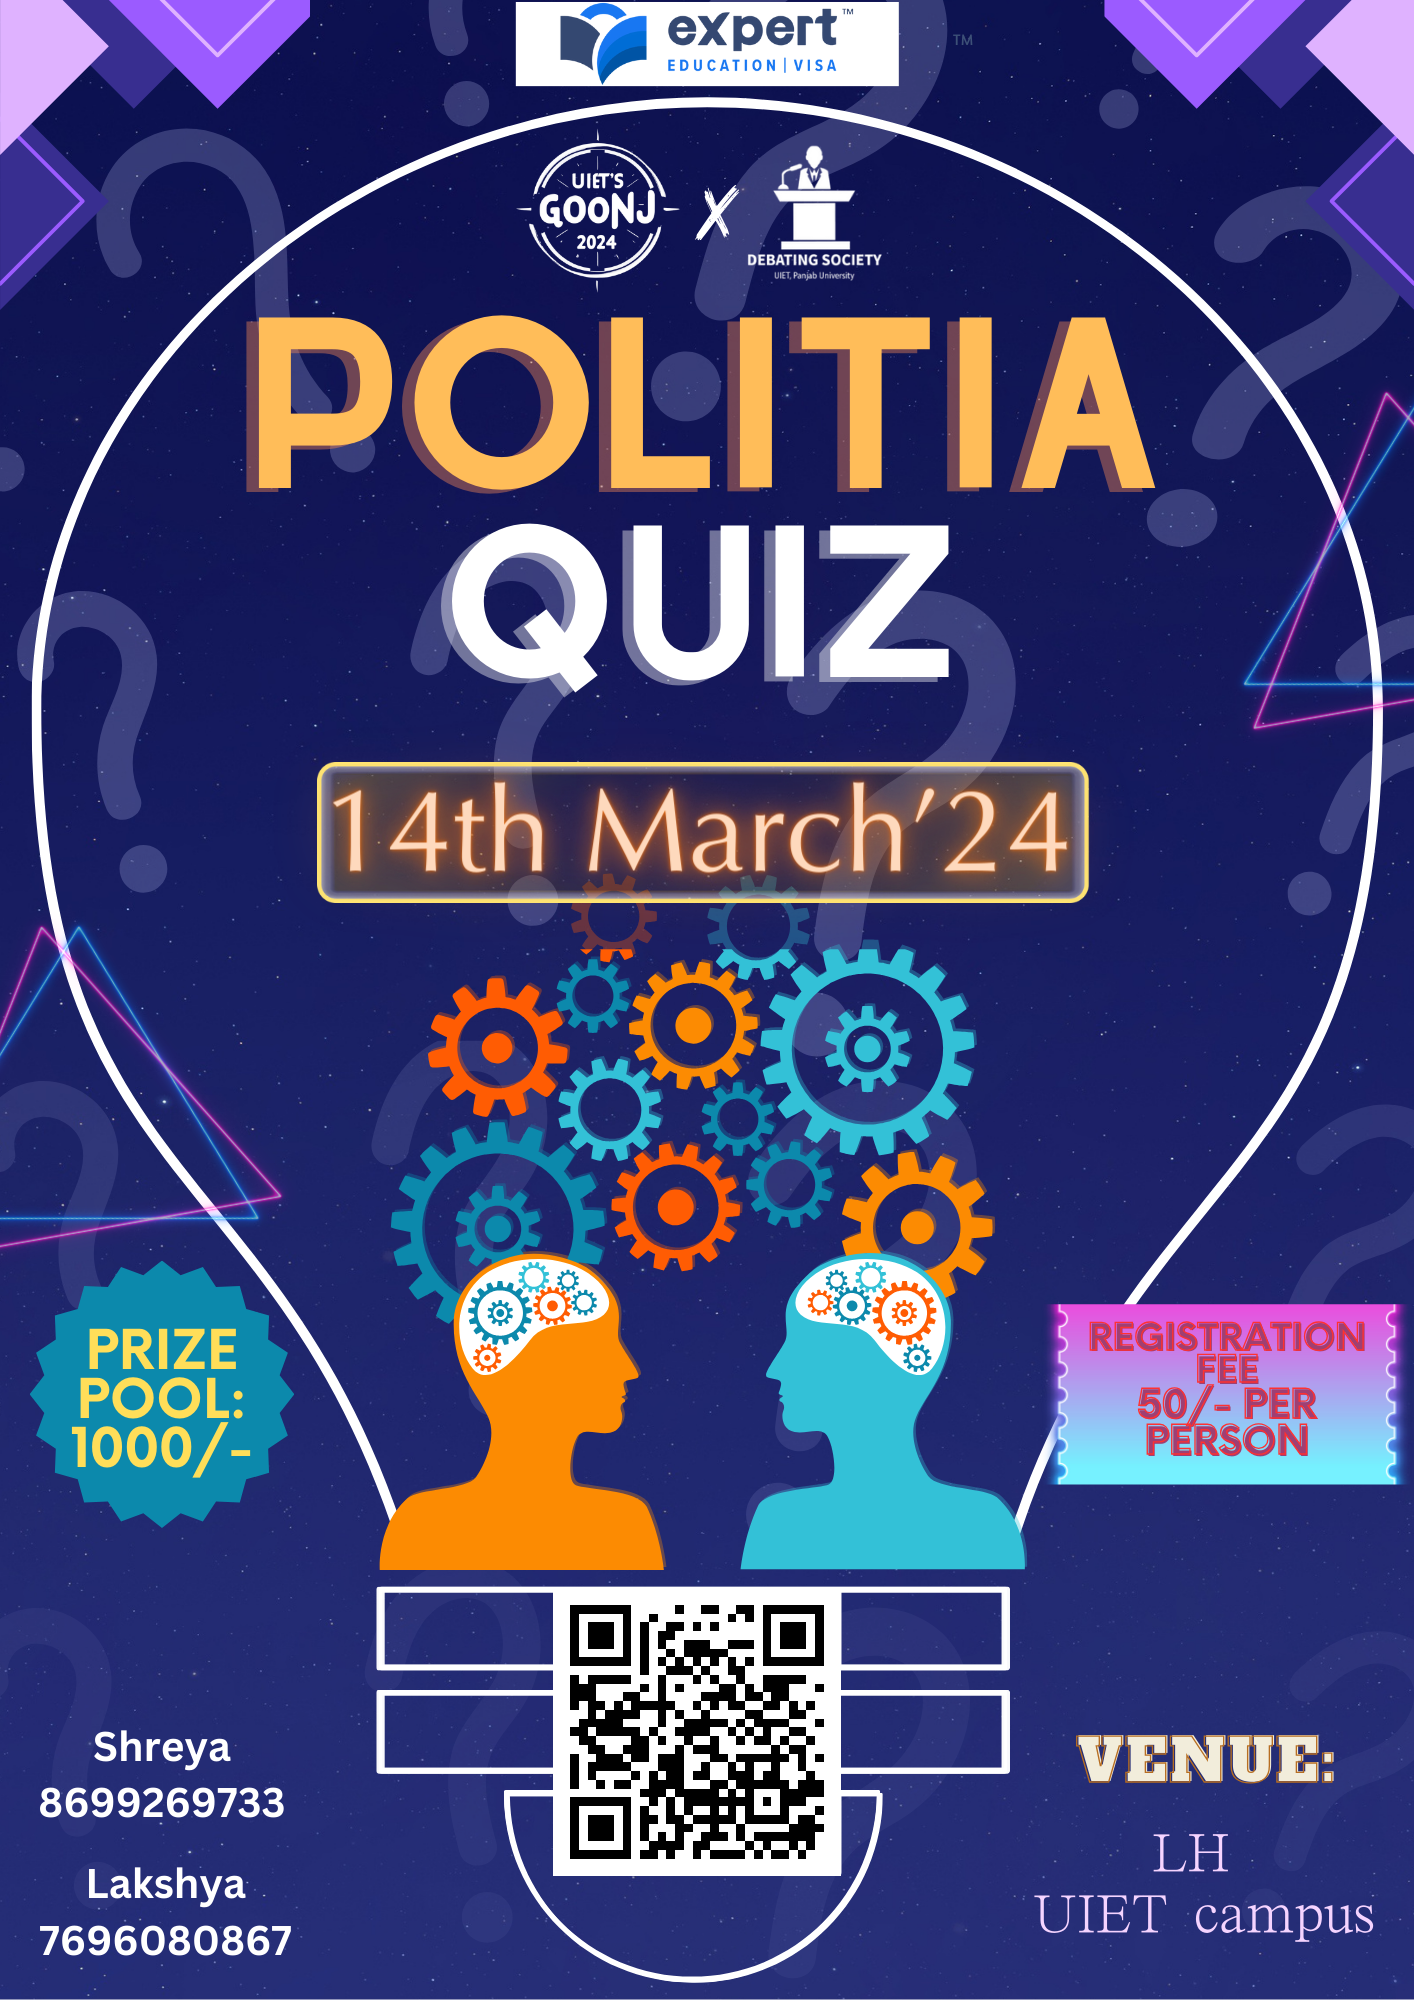 expert™
EDUCATION | VISA
TM
UIET'S
GOONJ
2024
X
DEBATING SOCIETY
UIET, Panjab University
POLITIA
QUIZ
14th March'24
PRIZE
POOL:
1000/-
REGISTRATION
FEE
50/- PER
PERSON
Shreya
8699269733
Lakshya
7696080867
VENUE:
LH
UIET campus